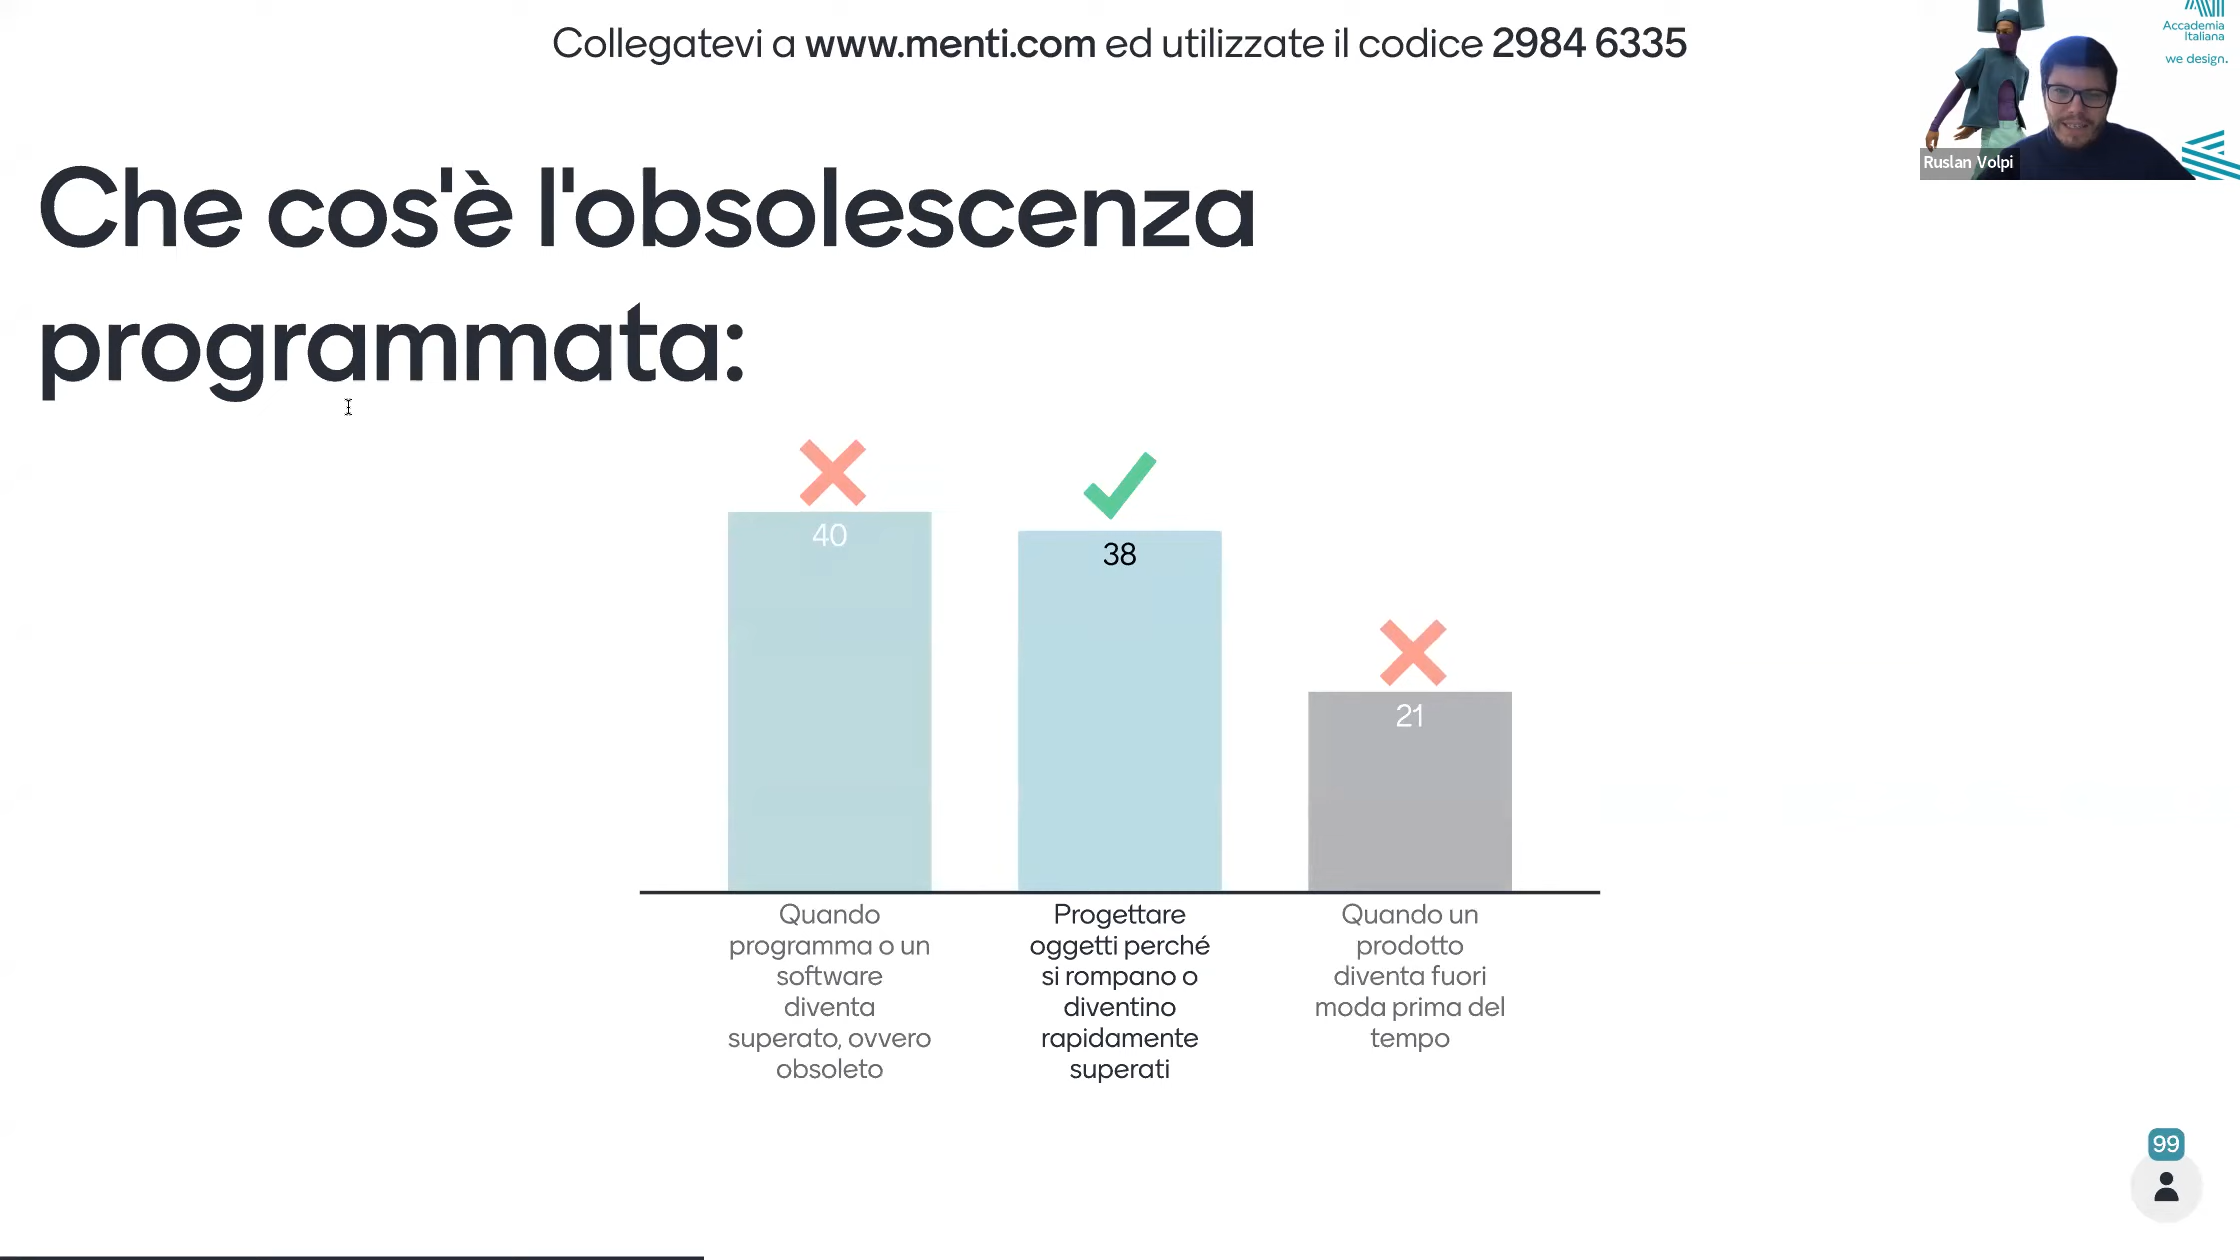 Collegatevi a www.menti.com ed utilizzate il codice 2984 6335
Accademia
Italiana
we design.
Ruslan Volpi
Che cos'è l'obsolescenza
programmata:
40
38
21
Quando
programma o un
software
diventa
superato, ovvero
obsoleto
Progettare
oggetti perché
si rompano o
diventino
rapidamente
superati
Quando un
prodotto
diventa fuori
moda prima del
tempo
99